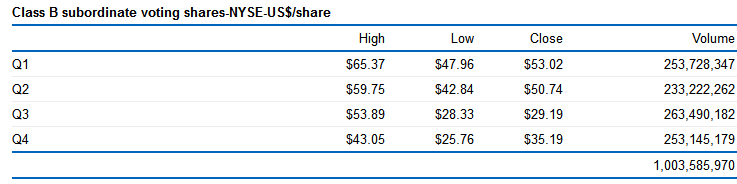 Class B subordinate voting shares-NYSE-US$/share
High Low Close Volume
Q1 $65.37 $47.96 $53.02 253,728,347
Q2 $59.75 $42.84 $50.74 233,222,262
Q3 $53.89 $28.33 $29.19 263,490,182
Q4 $43.05 $25.76 $35.19 253,145,179
1,003,585,970